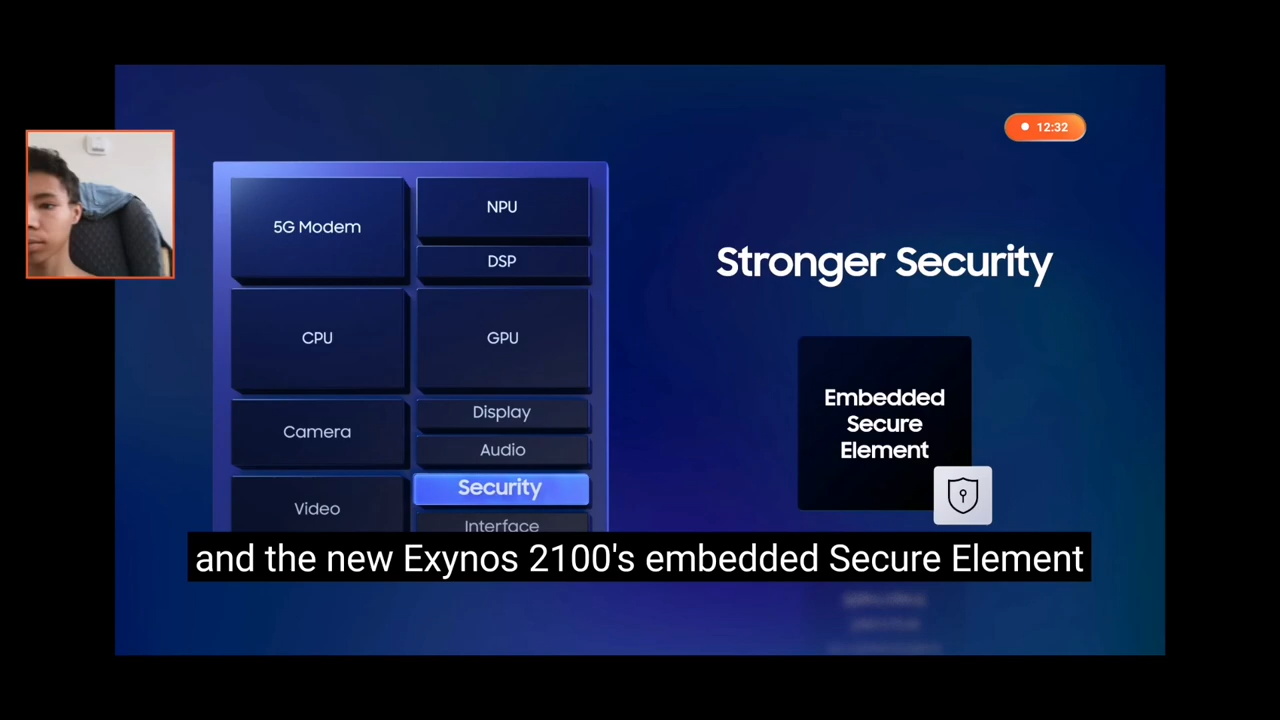 12:32
5G Modem
NPU
DSP
CPU
GPU
Camera
Display
Audio
Security
Video
Interface
Stronger Security
Embedded
Secure
Element
and the new Exynos 2100's embedded Secure Element